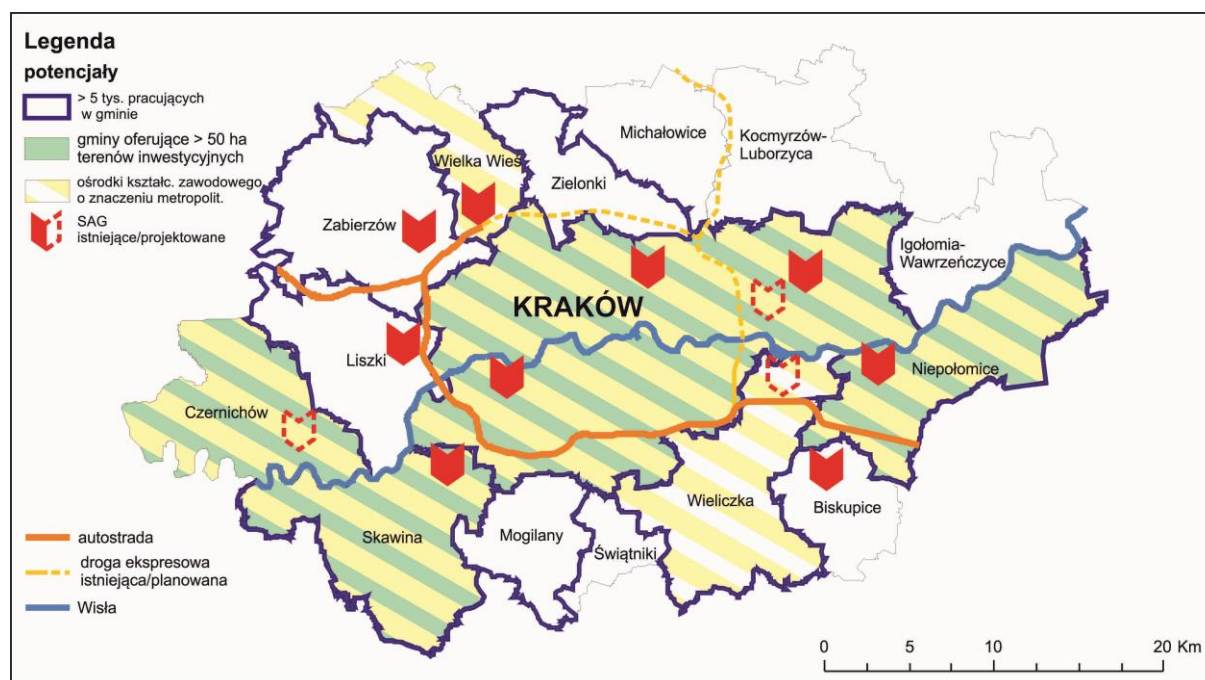 Legenda
potencjały
> 5 tys. pracujących
w gminie
gminy oferujące > 50 ha
terenów inwestycyjnych
ośrodki kształc. zawodowego
o znaczeniu metropolit.
SAG
istniejące/projektowane
Michałowice
Kocmyrzów-
Luborzyca
Wielka Wieś
Zielonki
Zabierzów
Igołomia-
Wawrzeńczyce
KRAKÓW
Liszki
Niepołomice
Czernichów
Wieliczka
Biskupice
Skawina
Mogilany
Świątniki
autostrada
droga ekspresowa
istniejąca/planowana
Wisła
0 5 10 20 Km